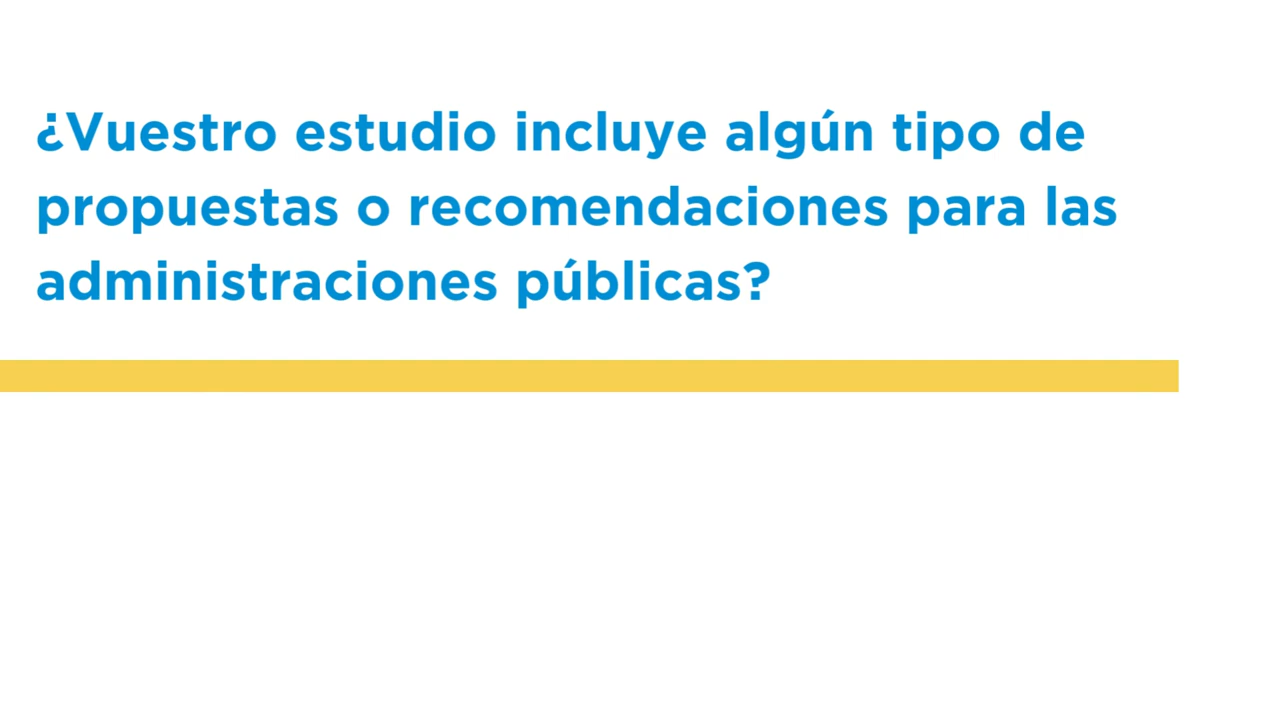 ¿Vuestro estudio incluye algún tipo de
propuestas o recomendaciones para las
administraciones públicas?